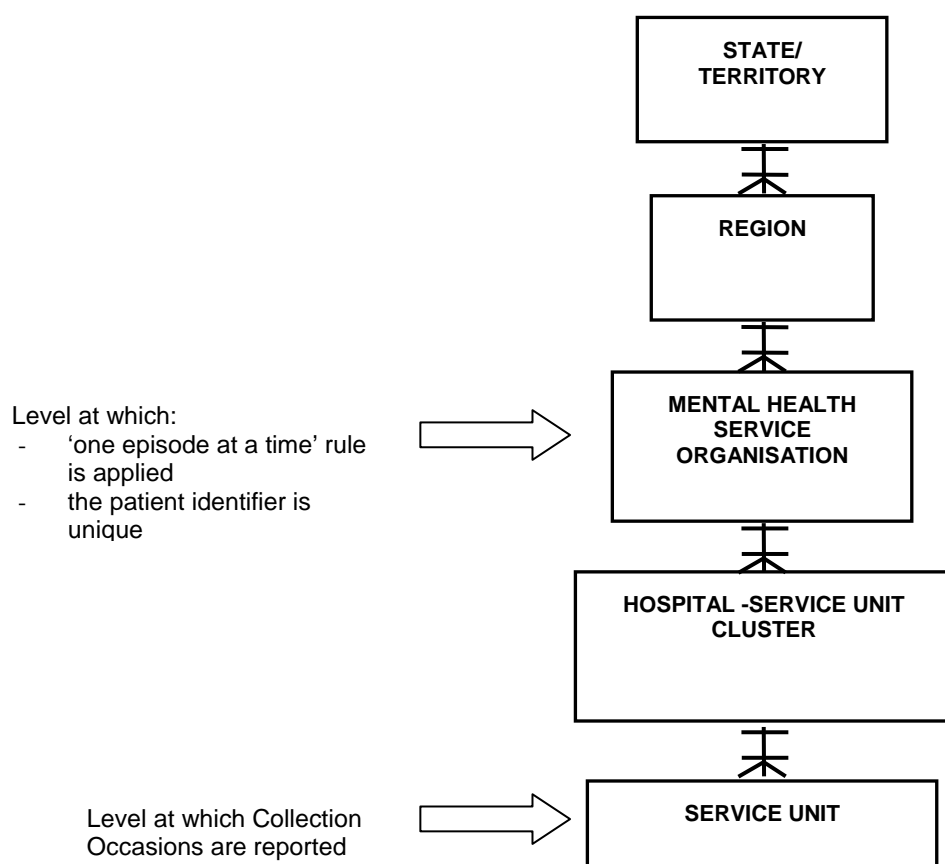 STATE/
TERRITORY
REGION
MENTAL HEALTH
SERVICE
ORGANISATION
Level at which:
- ‘one episode at a time’ rule
is applied
- the patient identifier is
unique
HOSPITAL -SERVICE UNIT
CLUSTER
SERVICE UNIT
Level at which Collection
Occasions are reported